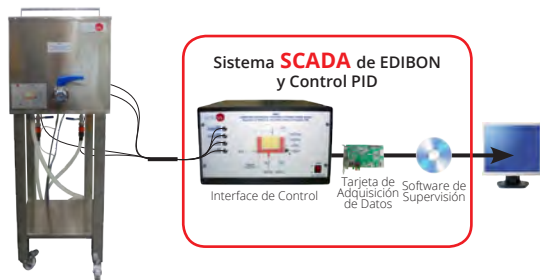 Sistema SCADA de EDIBON
y Control PID
Interface de Control
Tarjeta de
Adquisición
de Datos
Software de
Supervisión